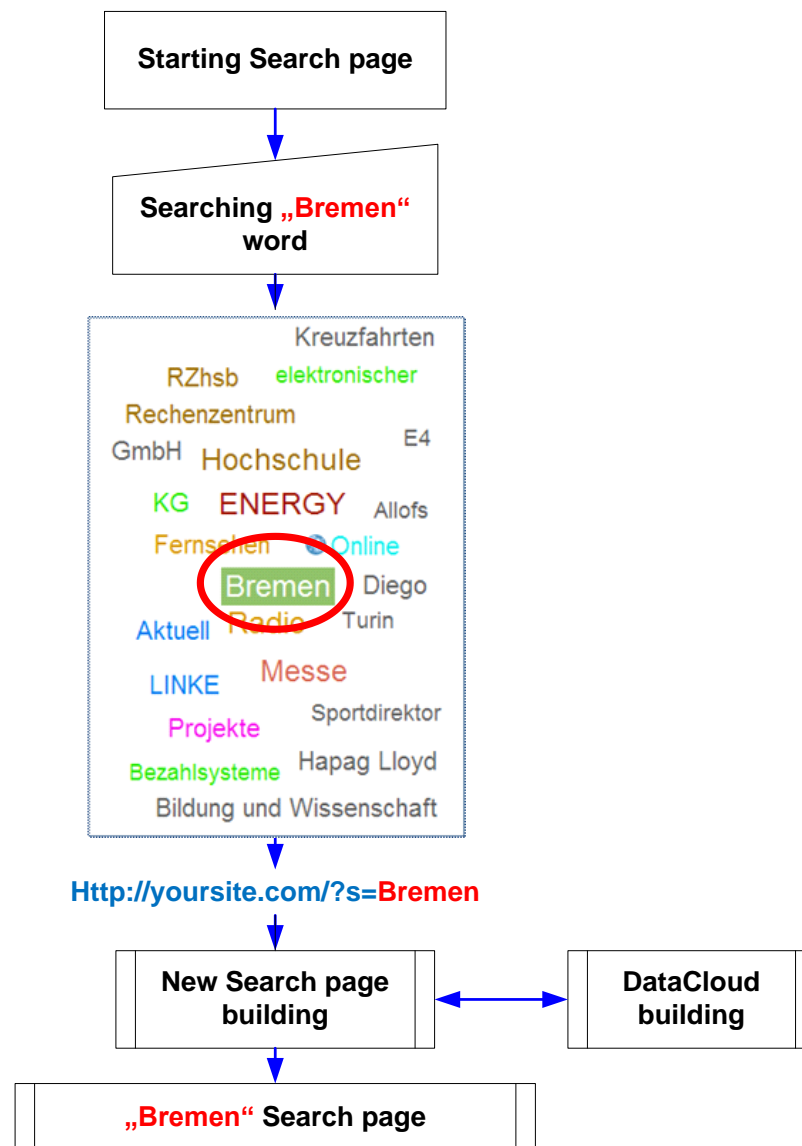 Starting Search page
Searching „Bremen“
word
Kreuzfahrten
RZhsb elektronischer
Rechenzentrum
GmbH Hochschule E4
KG ENERGY Allofs
Fernsehen Online
Bremen Diego
Aktuell Radio Turin
LINKE Messe
Projekte Sportdirektor
Bezahlsysteme Hapag Lloyd
Bildung und Wissenschaft
Http://yoursite.com/?s=Bremen
New Search page
building
DataCloud
building
„Bremen“ Search page